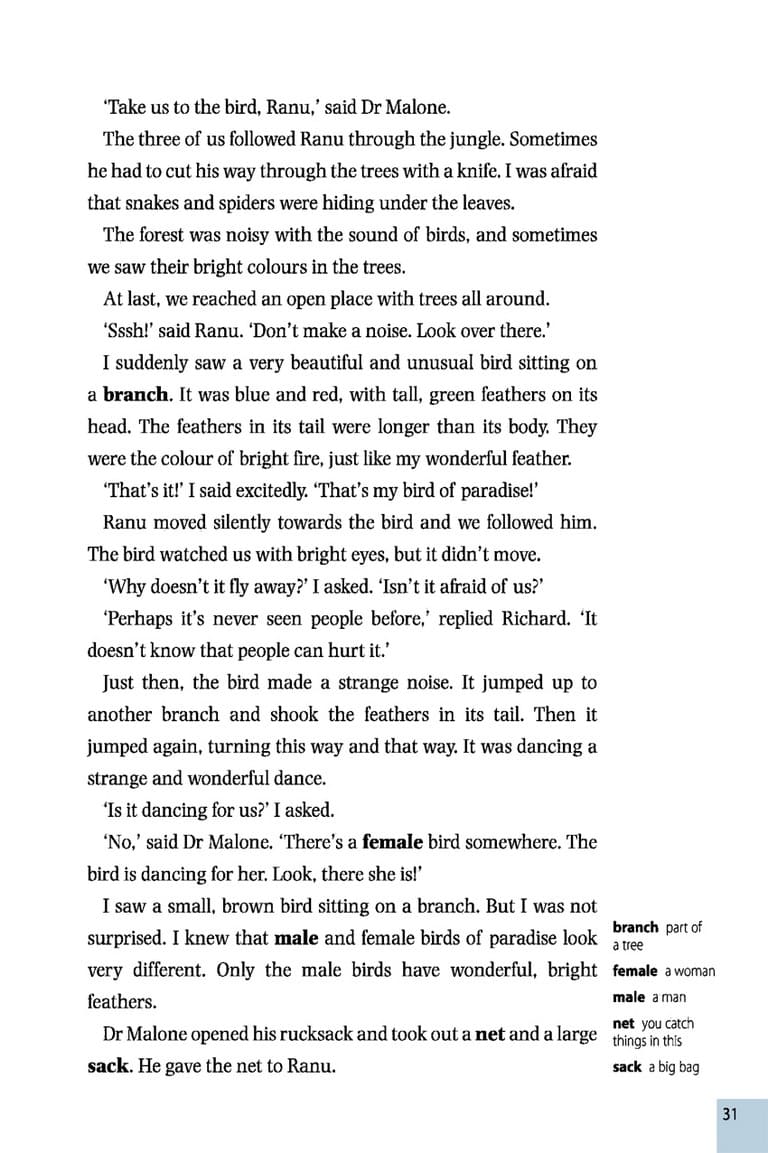 ‘Take us to the bird, Ranu,’ said Dr Malone.
The three of us followed Ranu through the jungle. Sometimes
he had to cut his way through the trees with a knife. I was afraid
that snakes and spiders were hiding under the leaves.
The forest was noisy with the sound of birds, and sometimes
we saw their bright colours in the trees.
At last, we reached an open place with trees all around.
‘Sssh!’ said Ranu. ‘Don’t make a noise. Look over there.’
I suddenly saw a very beautiful and unusual bird sitting on
a branch. It was blue and red, with tall, green feathers on its
head. The feathers in its tail were longer than its body. They
were the colour of bright fire, just like my wonderful feather.
‘That’s it!’ I said excitedly. ‘That’s my bird of paradise!’
Ranu moved silently towards the bird and we followed him.
The bird watched us with bright eyes, but it didn’t move.
‘Why doesn’t it fly away?’ I asked. ‘Isn’t it afraid of us?’
‘Perhaps it’s never seen people before,’ replied Richard. ‘It
doesn’t know that people can hurt it.’
Just then, the bird made a strange noise. It jumped up to
another branch and shook the feathers in its tail. Then it
jumped again, turning this way and that way. It was dancing a
strange and wonderful dance.
‘Is it dancing for us?’ I asked.
‘No,’ said Dr Malone. ‘There’s a female bird somewhere. The
bird is dancing for her. Look, there she is!’
I saw a small, brown bird sitting on a branch. But I was not
surprised. I knew that male and female birds of paradise look
very different. Only the male birds have wonderful, bright
feathers.
Dr Malone opened his rucksack and took out a net and a large
sack. He gave the net to Ranu.
branch part of
a tree
female a woman
male a man
net you catch
things in this
sack a big bag
31